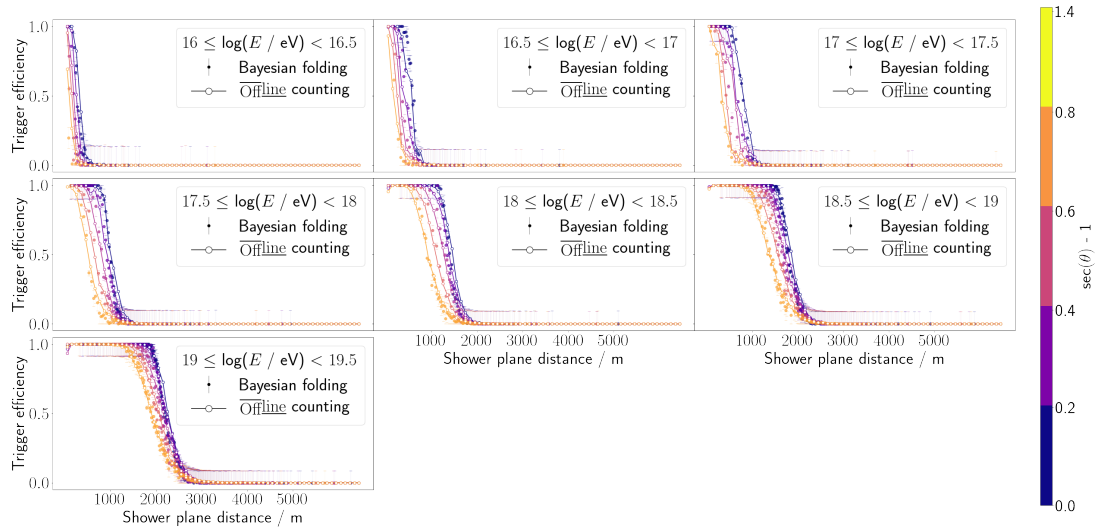 Trigger efficiency
1.0
0.5
0.0
16 ≤ log(E / eV) < 16.5
Bayesian folding
Offline counting
16.5 ≤ log(E / eV) < 17
Bayesian folding
Offline counting
17 ≤ log(E / eV) < 17.5
Bayesian folding
Offline counting
Trigger efficiency
1.0
0.5
0.0
17.5 ≤ log(E / eV) < 18
Bayesian folding
Offline counting
18 ≤ log(E / eV) < 18.5
Bayesian folding
Offline counting
1000 2000 3000 4000 5000
Shower plane distance / m
18.5 ≤ log(E / eV) < 19
Bayesian folding
Offline counting
1000 2000 3000 4000 5000
Shower plane distance / m
Trigger efficiency
1.0
0.5
0.0
19 ≤ log(E / eV) < 19.5
Bayesian folding
Offline counting
1000 2000 3000 4000 5000
Shower plane distance / m
1.4
0.8
0.6
0.4
0.2
0.0
sec(θ) - 1